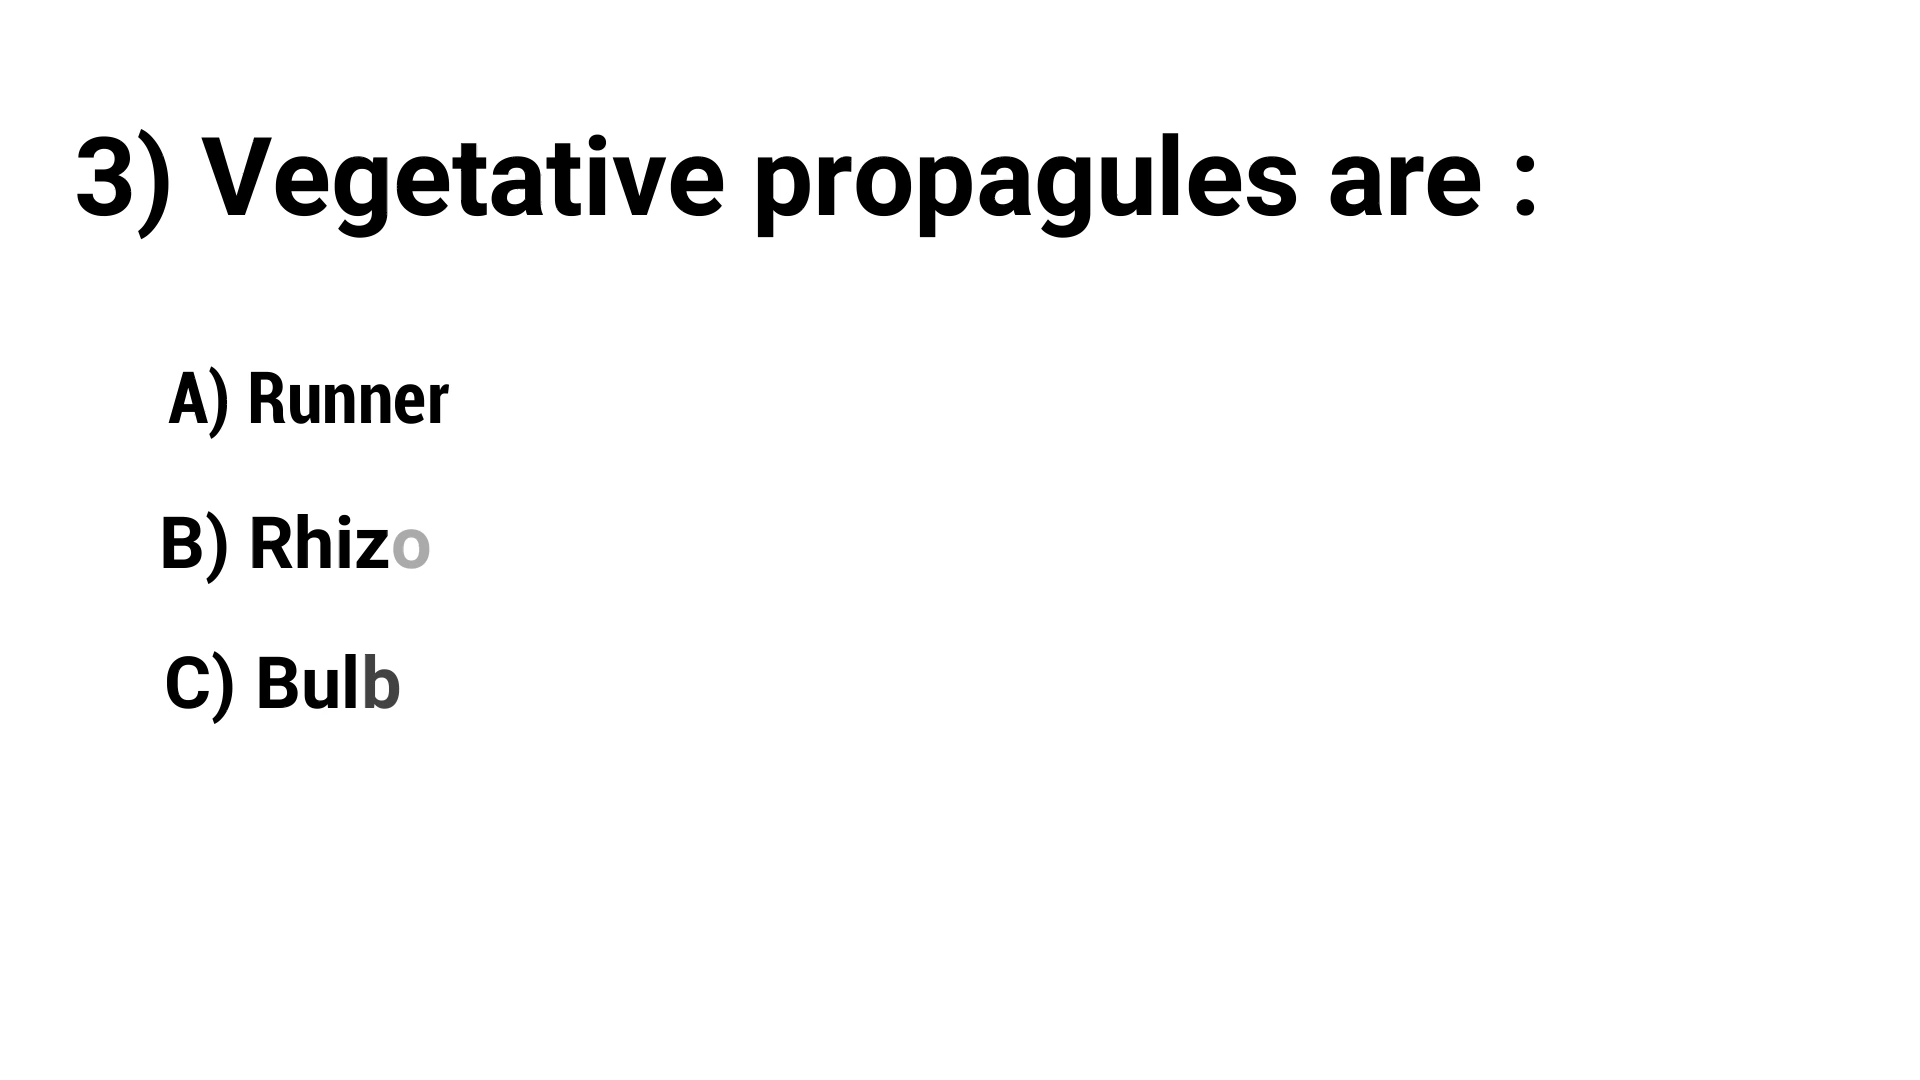 3) Vegetative propagules are :
A) Runner
B) Rhizo
C) Bulb